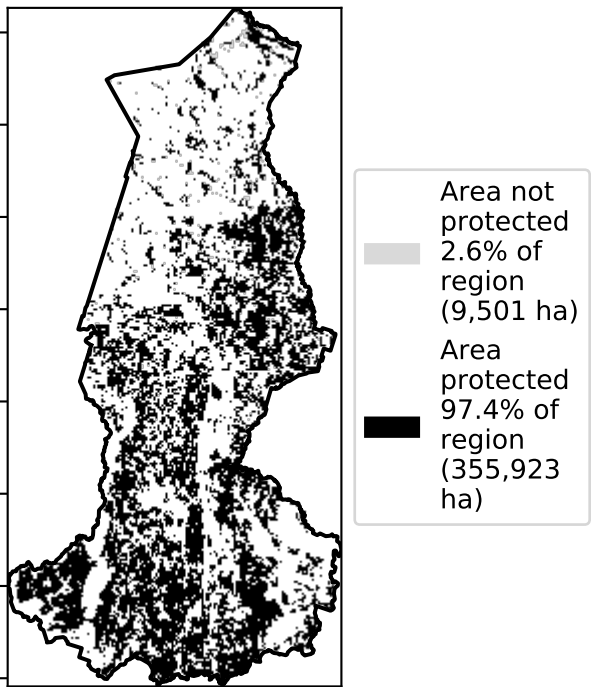 Area not
protected
2.6% of
region
(9,501 ha)
Area
protected
97.4% of
region
(355,923
ha)